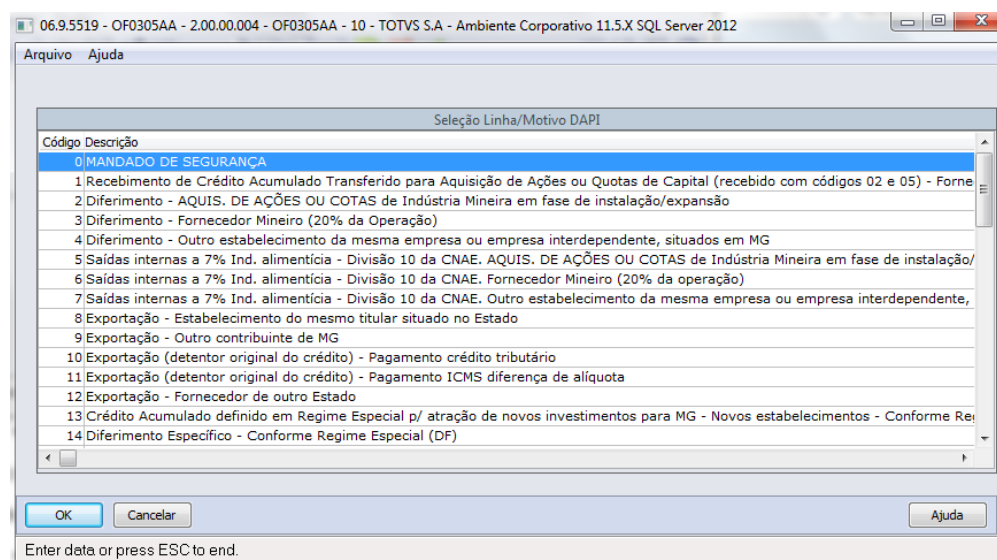 06.9.5519 - OF0305AA - 2.00.00.004 - OF0305AA - 10 - TOTVS S.A - Ambiente Corporativo 11.5.X SQL Server 2012
Arquivo Ajuda
Seleção Linha/Motivo DAPI
Código Descrição
0 MANDADO DE SEGURANÇA
1 Recebimento de Crédito Acumulado Transferido para Aquisição de Ações ou Quotas de Capital (recebido com códigos 02 e 05) - Forne
2 Diferimento - AQUIS. DE AÇÕES OU COTAS de Indústria Mineira em fase de instalação/expansão
3 Diferimento - Fornecedor Mineiro (20% da Operação)
4 Diferimento - Outro estabelecimento da mesma empresa ou empresa interdependente, situados em MG
5 Saídas internas a 7% Ind. alimentícia - Divisão 10 da CNAE. AQUIS. DE AÇÕES OU COTAS de Indústria Mineira em fase de instalação/
6 Saídas internas a 7% Ind. alimentícia - Divisão 10 da CNAE. Fornecedor Mineiro (20% da operação)
7 Saídas internas a 7% Ind. alimentícia - Divisão 10 da CNAE. Outro estabelecimento da mesma empresa ou empresa interdependente,
8 Exportação - Estabelecimento do mesmo titular situado no Estado
9 Exportação - Outro contribuinte de MG
10 Exportação (detentor original do crédito) - Pagamento crédito tributário
11 Exportação (detentor original do crédito) - Pagamento ICMS diferença de alíquota
12 Exportação - Fornecedor de outro Estado
13 Crédito Acumulado definido em Regime Especial p/ atração de novos investimentos para MG - Novos estabelecimentos - Conforme Reg
14 Diferimento Específico - Conforme Regime Especial (DF)
OK Cancelar Ajuda
Enter data or press ESC to end.